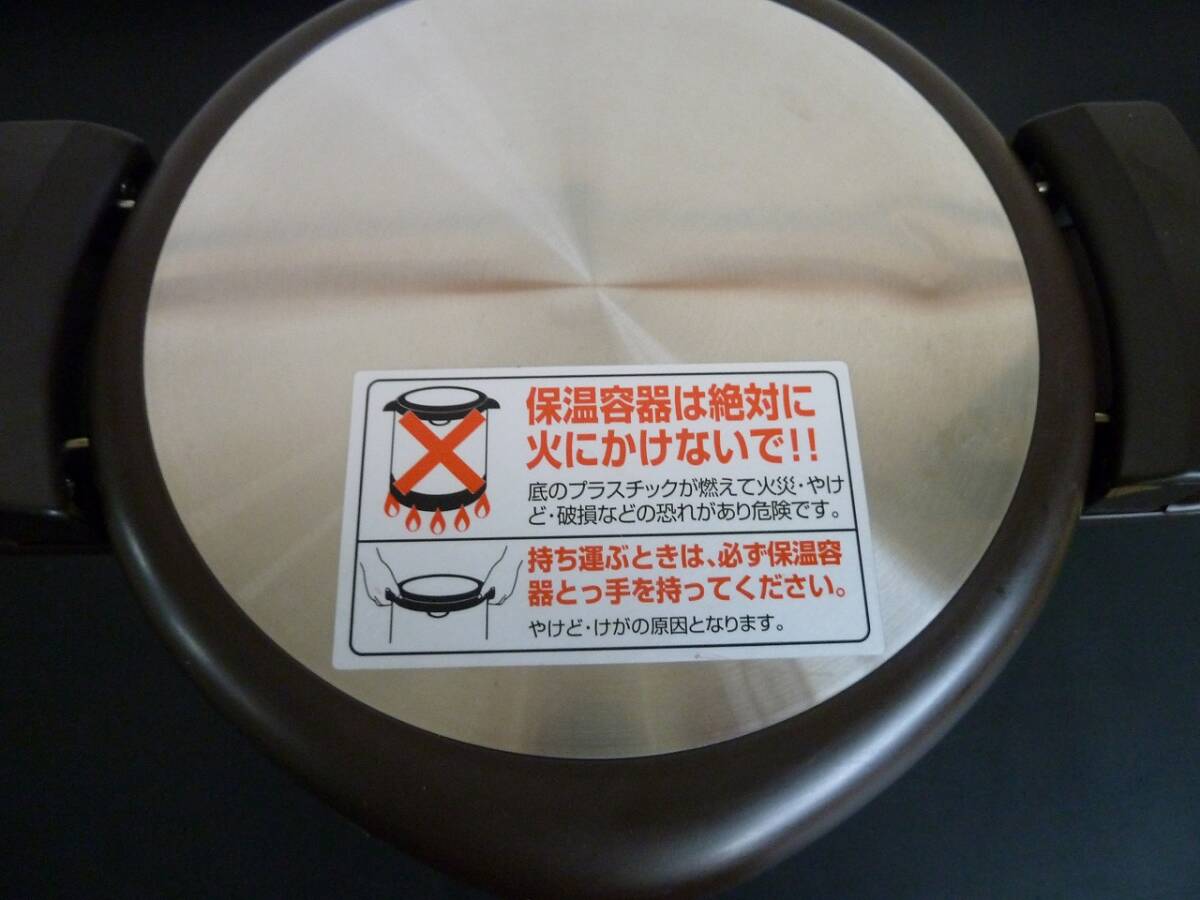 保温容器は絶対に
火にかけないで!!
底のプラスチックが燃えて火災・やけ
ど・破損などの恐れがあり危険です。
持ち運ぶときは、必ず保温容
器とっ手を持ってください。
やけど・けがの原因となります。